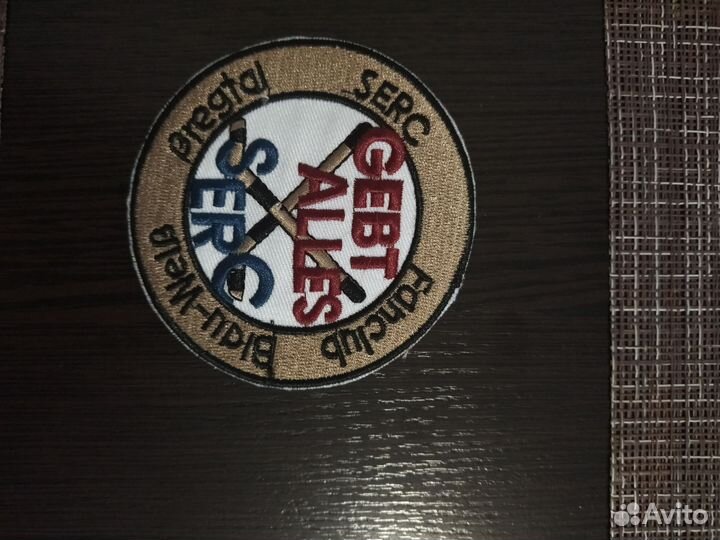 SERC Fanclub
GEBT
ALLES
SERC
Bregtal Blau-Weiß
Avito